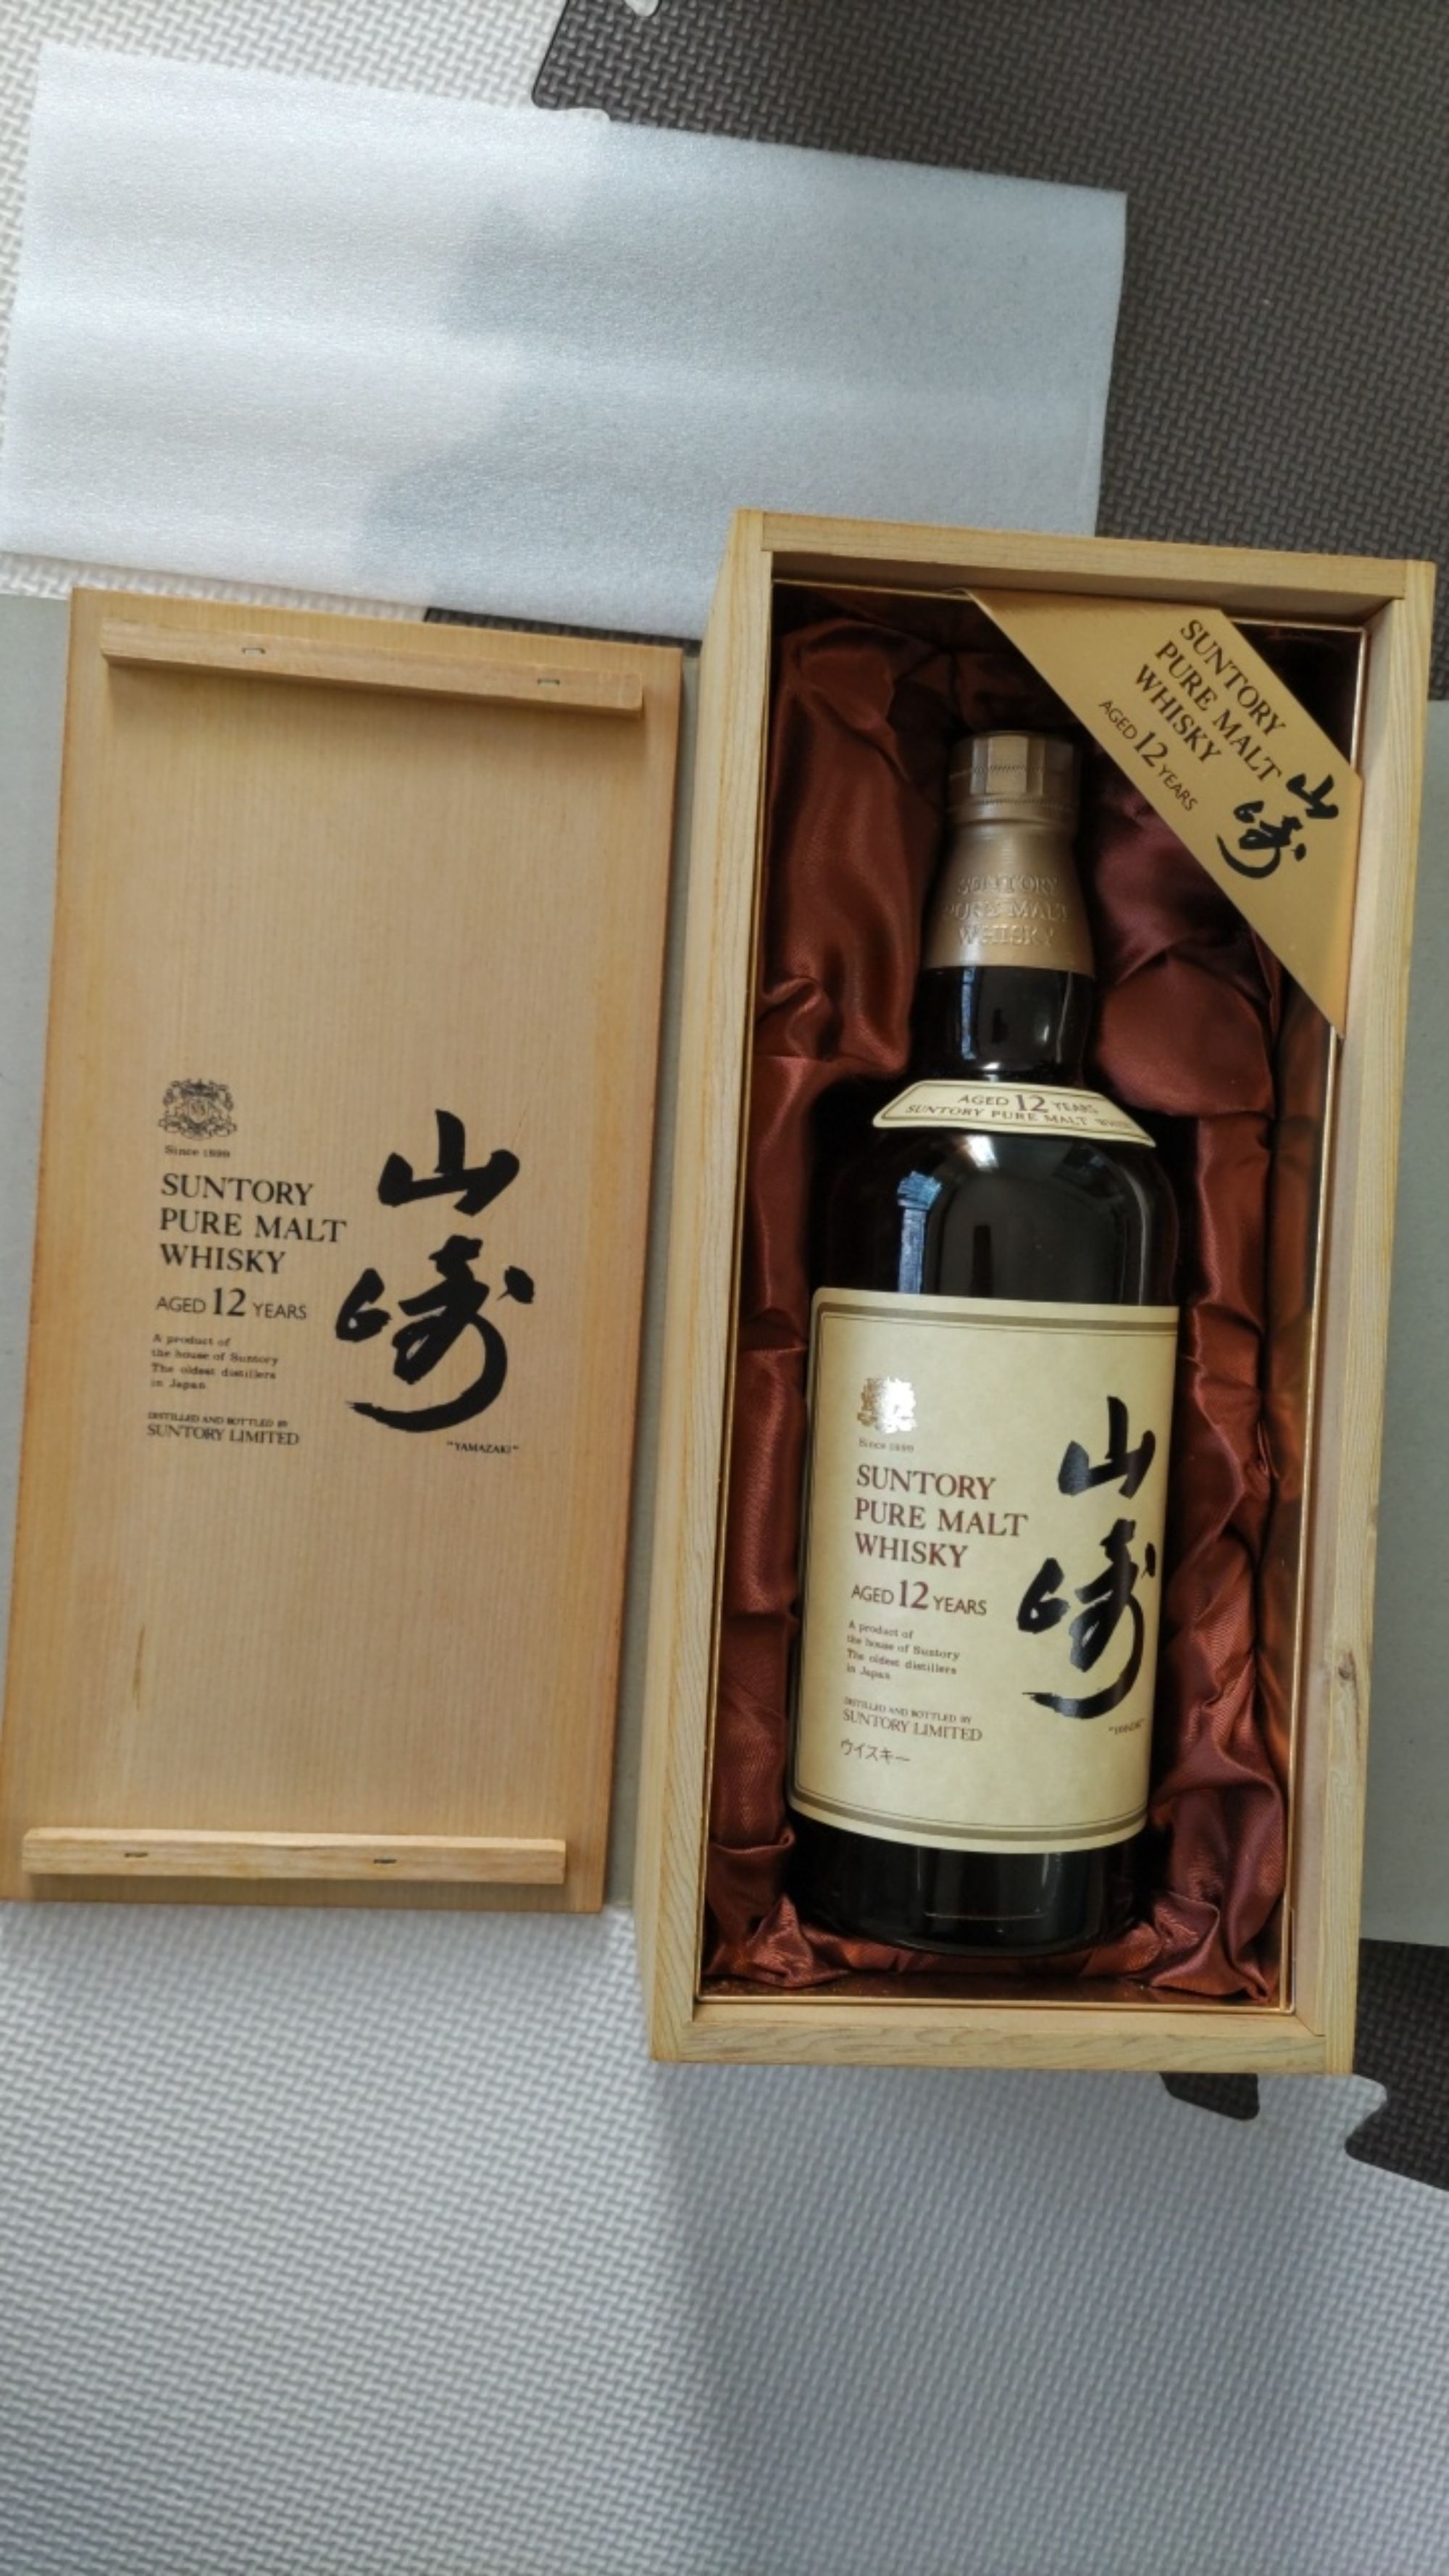 Since 1899
SUNTORY
PURE MALT
WHISKY
AGED 12 YEARS
A product of
the house of Suntory
The oldest distillers
in Japan
DISTILLED AND BOTTLED BY
SUNTORY LIMITED
山崎
"YAMAZAKI"
SUNTORY
PURE MALT
WHISKY
AGED 12 YEARS
山崎
SUNTORY
PURE MALT
WHISKY
AGED 12 YEARS
SUNTORY PURE MALT WHISKY
Since 1899
SUNTORY
PURE MALT
WHISKY
AGED 12 YEARS
A product of
the house of Suntory
The oldest distillers
in Japan
DISTILLED AND BOTTLED BY
SUNTORY LIMITED
ウイスキー
山崎